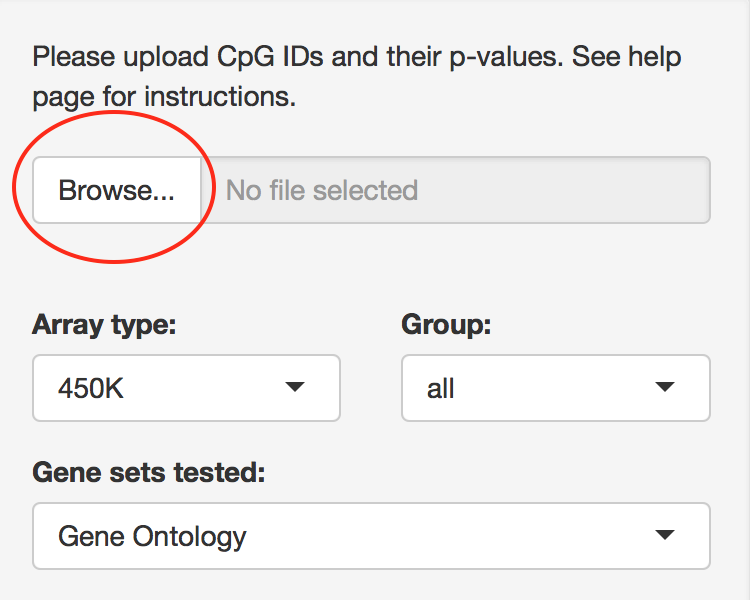 Please upload CpG IDs and their p-values. See help
page for instructions.
Browse...
No file selected
Array type:
Group:
450K
all
Gene sets tested:
Gene Ontology